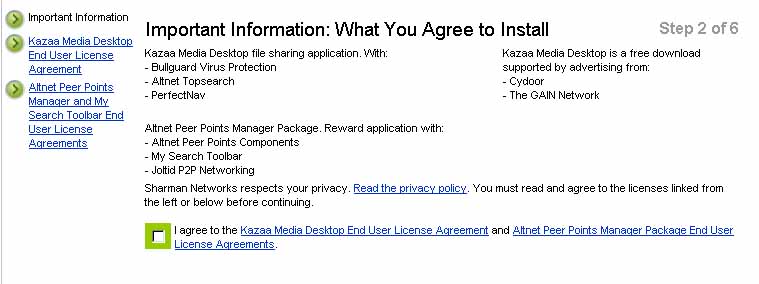 Important Information
Kazaa Media Desktop
End User License
Agreement
Altnet Peer Points
Manager and My
Search Toolbar End
User License
Agreements
Important Information: What You Agree to Install
Step 2 of 6
Kazaa Media Desktop file sharing application. With:
- Bullguard Virus Protection
- Altnet Topsearch
- PerfectNav
Kazaa Media Desktop is a free download
supported by advertising from:
- Cydoor
- The GAIN Network
Altnet Peer Points Manager Package. Reward application with:
- Altnet Peer Points Components
- My Search Toolbar
- Joltid P2P Networking
Sharman Networks respects your privacy. Read the privacy policy. You must read and agree to the licenses linked from
the left or below before continuing.
I agree to the Kazaa Media Desktop End User License Agreement and Altnet Peer Points Manager Package End User
License Agreements.